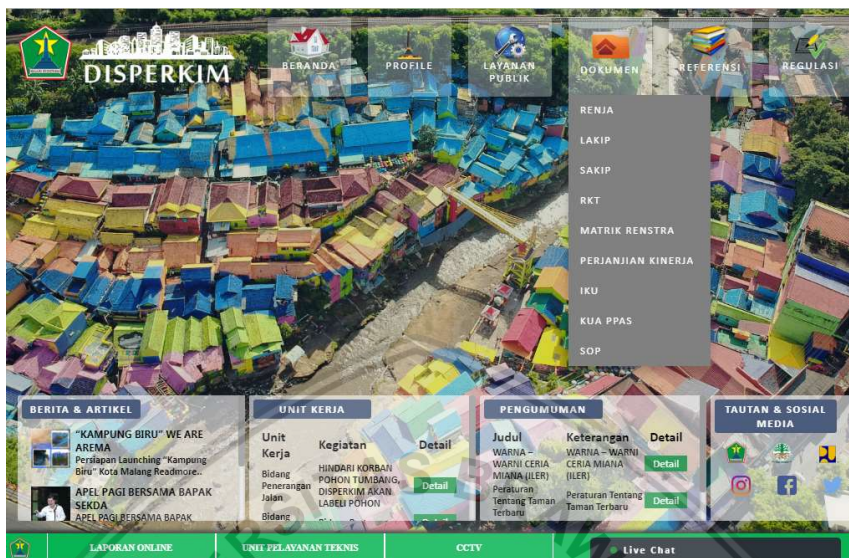 DISPERKIM
BERANDA
PROFILE
LAYANAN
PUBLIK
DOKUMEN
REFERENSI
REGULASI
RENJA
LAKIP
SAKIP
RKT
MATRIK RENSTRA
PERJANJIAN KINERJA
IKU
KUA PPAS
SOP
BERITA & ARTIKEL
"KAMPUNG BIRU" WE ARE
AREMA
Persiapan Launching "Kampung
Biru" Kota Malang Readmore..
APEL PAGI BERSAMA BAPAK
SEKDA
APEL PAGI BERSAMA BAPAK
UNIT KERJA
Unit
Kerja
Kegiatan
Detail
Bidang
Penerangan
Jalan
HINDARI KORBAN
POHON TUMBANG,
DISPERKIM AKAN
LABELI POHON
Detail
Bidang
PENGUMUMAN
Judul
Keterangan
Detail
WARNA –
WARNI CERIA
MIANA (ILER)
WARNA – WARNI
CERIA MIANA
(ILER)
Detail
Peraturan
Tentang Taman
Terbaru
Peraturan Tentang
Taman Terbaru
Detail
TAUTAN & SOSIAL
MEDIA
LAPORAN ONLINE
UNIT PELAYANAN TEKNIS
CCTV
Live Chat